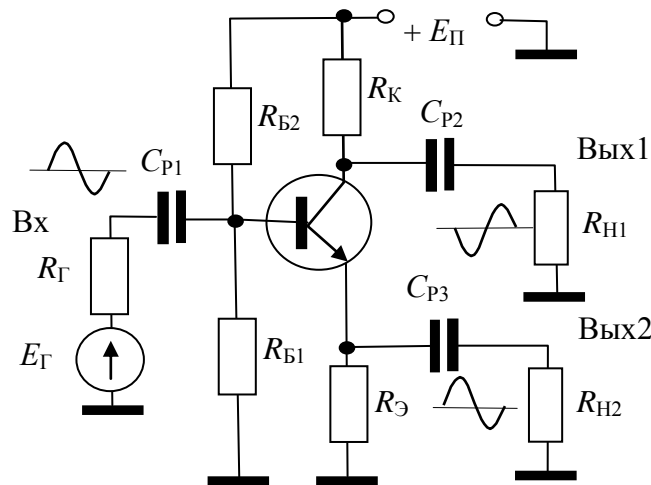 + EП
RК
RБ2
CР2
CР1
Вых1
Вх
RГ
RН1
CР3
Вых2
EГ
RБ1
RЭ
RН2